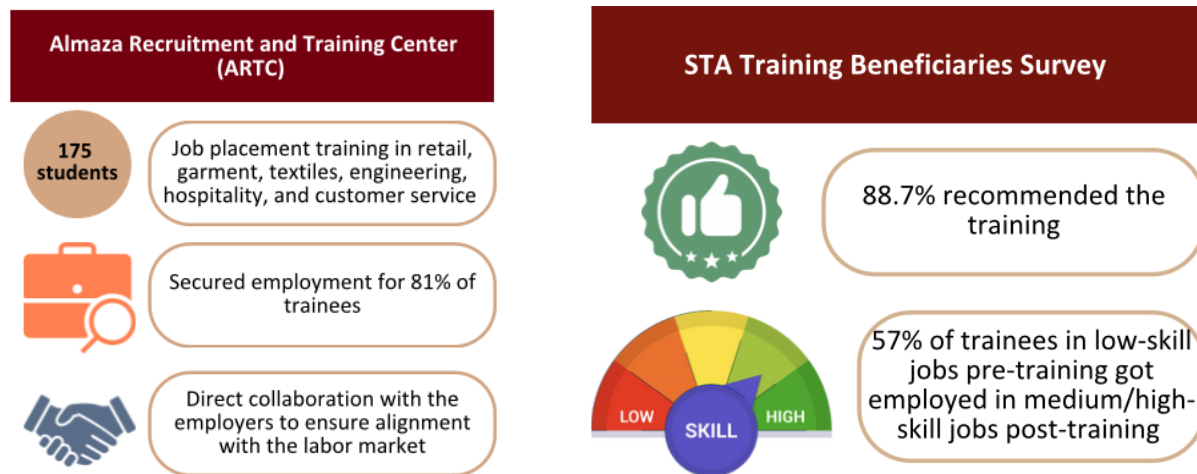 Almaza Recruitment and Training Center
(ARTC)
175
students
Job placement training in retail,
garment, textiles, engineering,
hospitality, and customer service
Secured employment for 81% of
trainees
Direct collaboration with the
employers to ensure alignment
with the labor market
STA Training Beneficiaries Survey
88.7% recommended the
training
LOW
HIGH
SKILL
57% of trainees in low-skill
jobs pre-training got
employed in medium/high-
skill jobs post-training